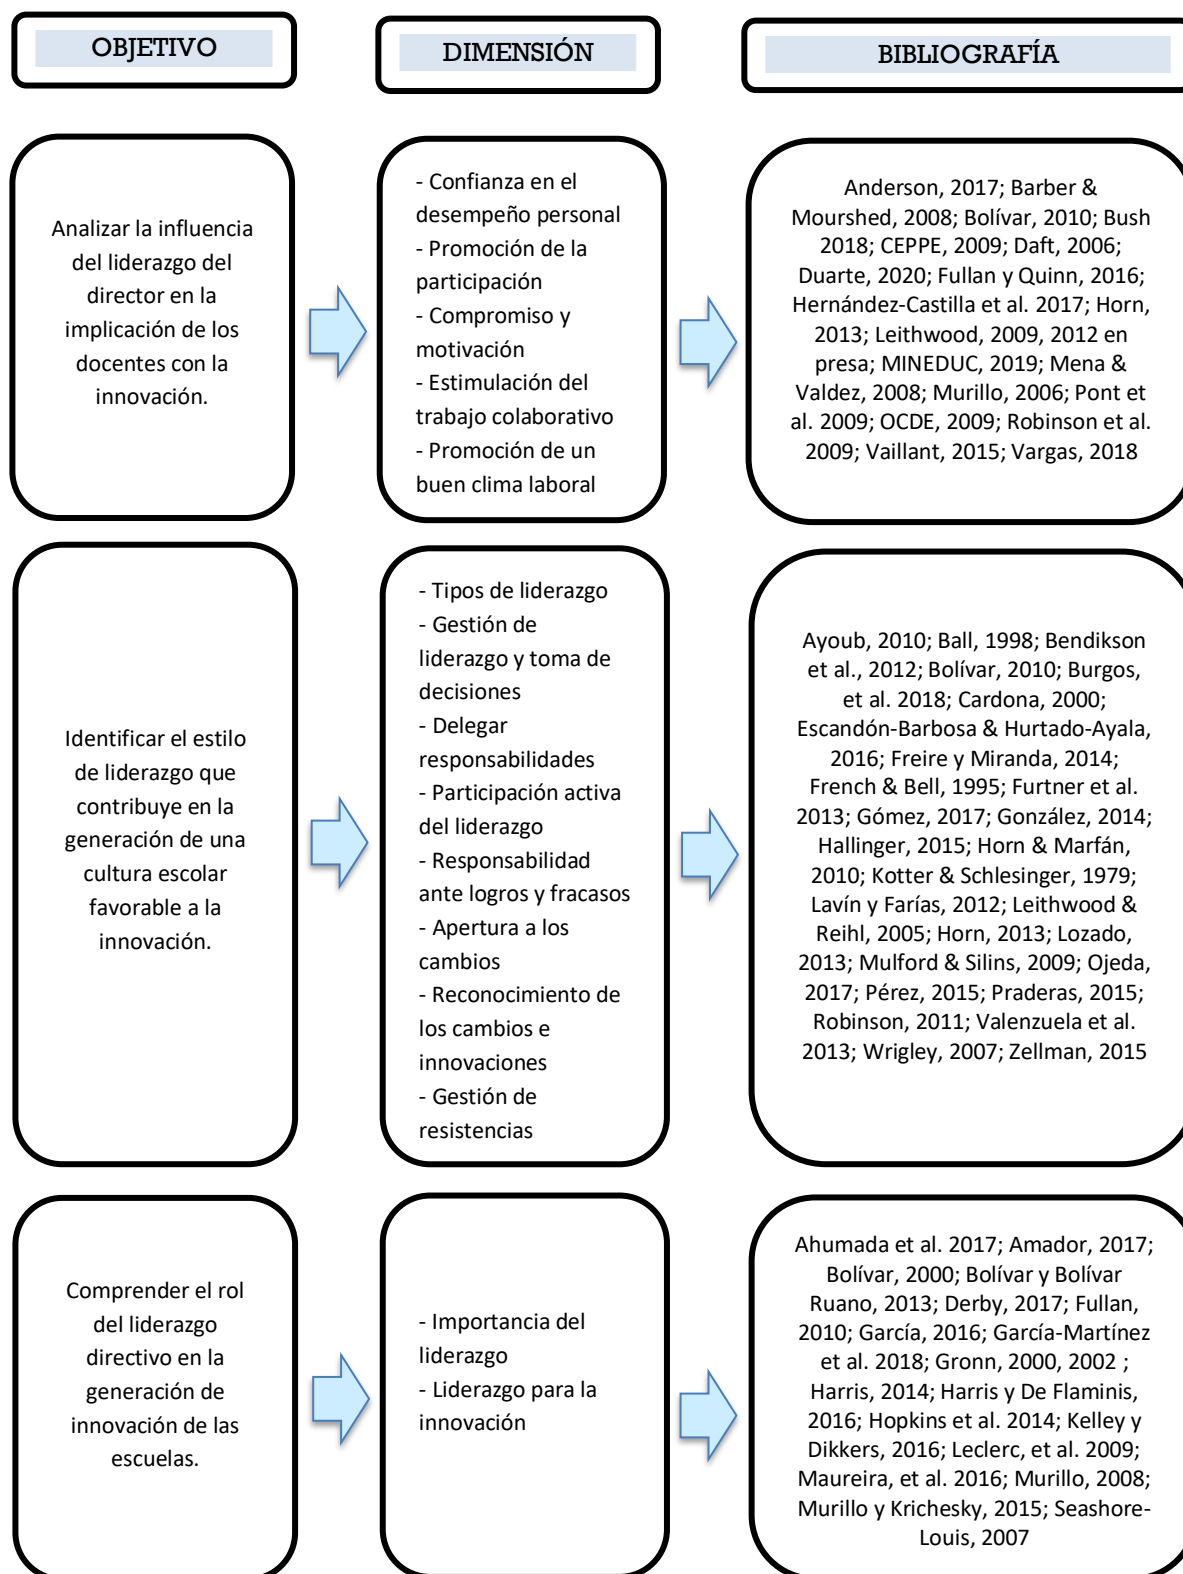 OBJETIVO
DIMENSIÓN
BIBLIOGRAFÍA
Analizar la influencia
del liderazgo del
director en la
implicación de los
docentes con la
innovación.
- Confianza en el
desempeño personal
- Promoción de la
participación
- Compromiso y
motivación
- Estimulación del
trabajo colaborativo
- Promoción de un
buen clima laboral
Anderson, 2017; Barber &
Mourshed, 2008; Bolívar, 2010; Bush
2018; CEPPE, 2009; Daft, 2006;
Duarte, 2020; Fullan y Quinn, 2016;
Hernández-Castilla et al. 2017; Horn,
2013; Leithwood, 2009, 2012 en
presa; MINEDUC, 2019; Mena &
Valdez, 2008; Murillo, 2006; Pont et
al. 2009; OCDE, 2009; Robinson et al.
2009; Vaillant, 2015; Vargas, 2018
Identificar el estilo
de liderazgo que
contribuye en la
generación de una
cultura escolar
favorable a la
innovación.
- Tipos de liderazgo
- Gestión de
liderazgo y toma de
decisiones
- Delegar
responsabilidades
- Participación activa
del liderazgo
- Responsabilidad
ante logros y fracasos
- Apertura a los
cambios
- Reconocimiento de
los cambios e
innovaciones
- Gestión de
resistencias
Ayoub, 2010; Ball, 1998; Bendikson
et al., 2012; Bolívar, 2010; Burgos,
et al. 2018; Cardona, 2000;
Escandón-Barbosa & Hurtado-Ayala,
2016; Freire y Miranda, 2014;
French & Bell, 1995; Furtner et al.
2013; Gómez, 2017; González, 2014;
Hallinger, 2015; Horn & Marfán,
2010; Kotter & Schlesinger, 1979;
Lavín y Farías, 2012; Leithwood &
Reihl, 2005; Horn, 2013; Lozado,
2013; Mulford & Silins, 2009; Ojeda,
2017; Pérez, 2015; Praderas, 2015;
Robinson, 2011; Valenzuela et al.
2013; Wrigley, 2007; Zellman, 2015
Comprender el rol
del liderazgo
directivo en la
generación de
innovación de las
escuelas.
- Importancia del
liderazgo
- Liderazgo para la
innovación
Ahumada et al. 2017; Amador, 2017;
Bolívar, 2000; Bolívar y Bolívar
Ruano, 2013; Derby, 2017; Fullan,
2010; García, 2016; García-Martínez
et al. 2018; Gronn, 2000, 2002 ;
Harris, 2014; Harris y De Flaminis,
2016; Hopkins et al. 2014; Kelley y
Dikkers, 2016; Leclerc, et al. 2009;
Maureira, et al. 2016; Murillo, 2008;
Murillo y Krichesky, 2015; Seashore-
Louis, 2007